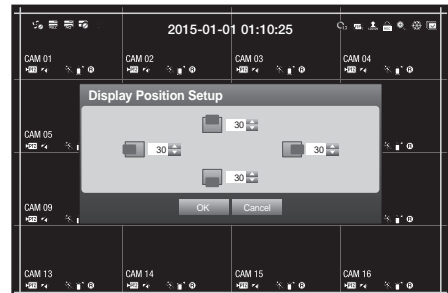 2015-01-01 01:10:25
CAM 01 CAM 02 CAM 03 CAM 04
Display Position Setup
30
CAM 05
30 30
30
CAM 09
OK Cancel
CAM 13 CAM 14 CAM 15 CAM 16